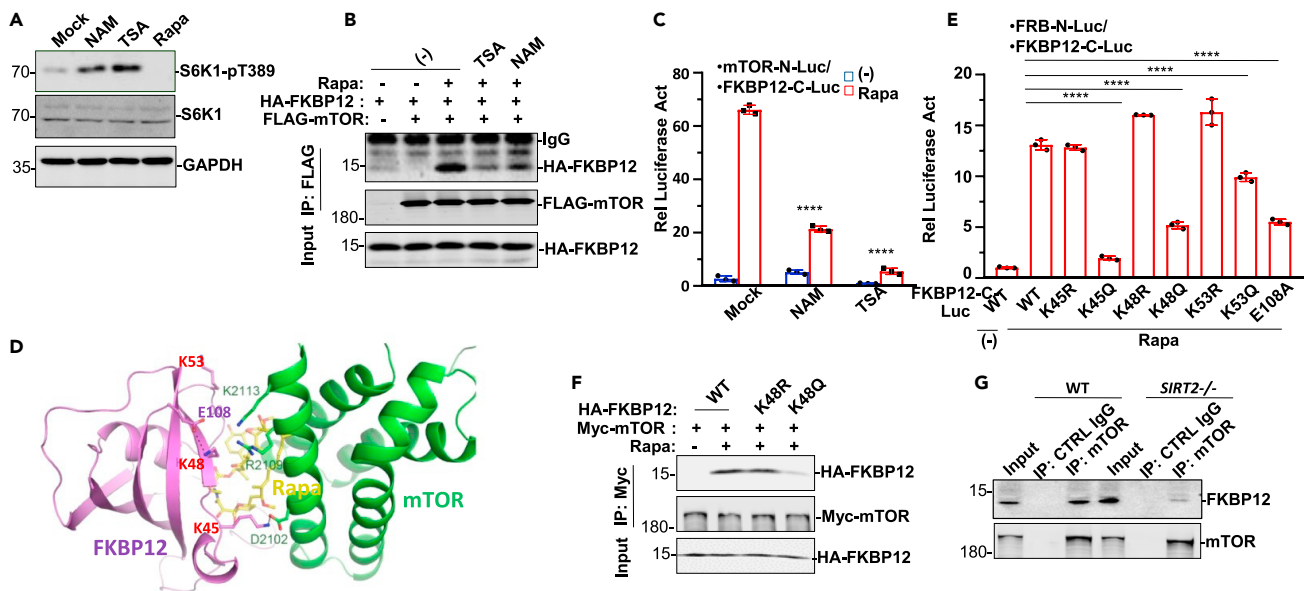 A
Mock
NAM
TSA
Rapa
70
S6K1-pT389
70
S6K1
35
GAPDH
B
(-)
TSA
NAM
Rapa: - - + + +
HA-FKBP12 : + + + + +
FLAG-mTOR: - + + + +
IP: FLAG
IgG
15
HA-FKBP12
FLAG-mTOR
180
Input
15
HA-FKBP12
C
•mTOR-N-Luc/
•FKBP12-C-Luc
(-)
Rapa
Rel Luciferase Act
80
60
40
20
0
****
****
Mock
NAM
TSA
E
•FRB-N-Luc/
•FKBP12-C-Luc
****
****
****
****
Rel Luciferase Act
20
15
10
5
0
FKBP12-C-
Luc
WT
WT
K45R
K45Q
K48R
K48Q
K53R
K53Q
E108A
(-)
Rapa
D
K53
K2113
E108
K48
R2109
Rapa
mTOR
K45
D2102
FKBP12
F
WT
K48R
K48Q
HA-FKBP12:
Myc-mTOR : + + + +
Rapa: - + + +
IP: Myc
15
HA-FKBP12
Myc-mTOR
180
Input
15
HA-FKBP12
G
WT
SIRT2-/-
Input
IP: CTRL IgG
IP: mTOR
Input
IP: CTRL IgG
IP: mTOR
15
FKBP12
mTOR
180